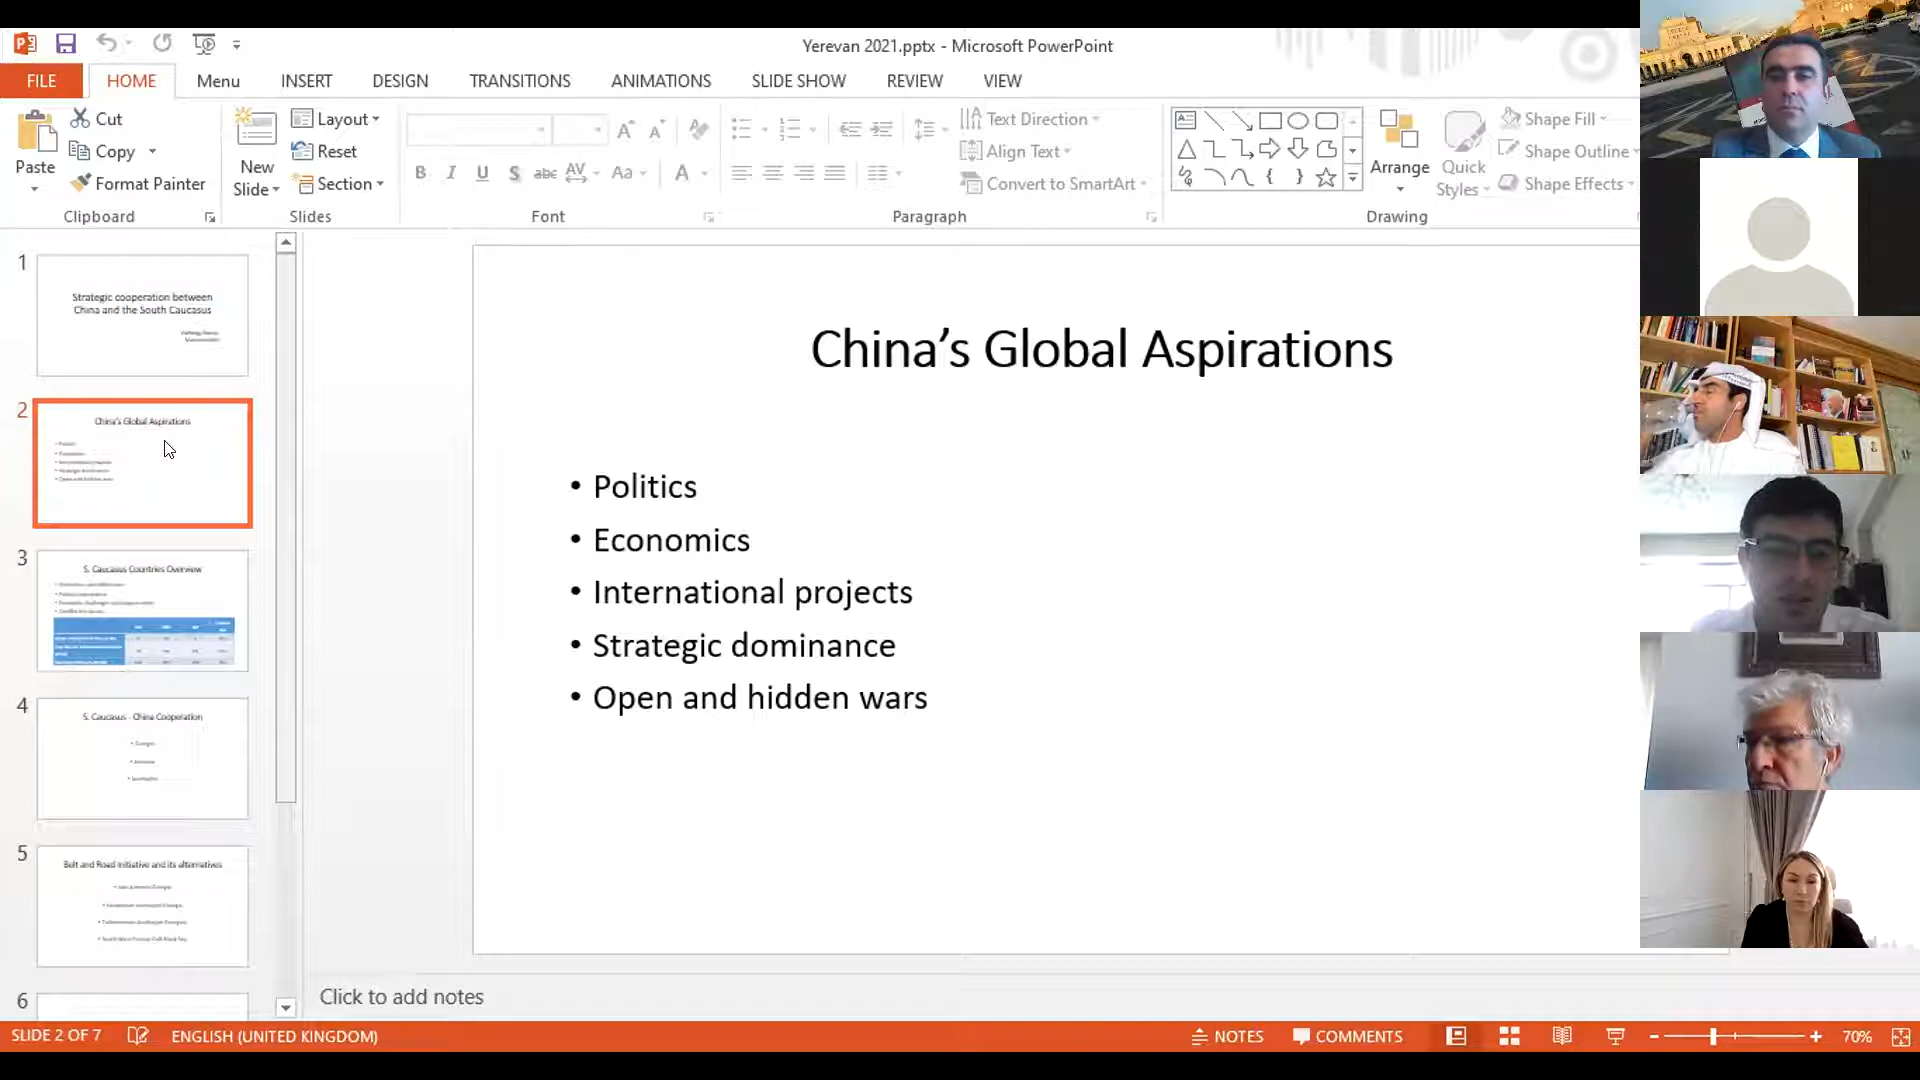 Yerevan 2021.pptx - Microsoft PowerPoint
FILE
HOME
Menu
INSERT
DESIGN
TRANSITIONS
ANIMATIONS
SLIDE SHOW
REVIEW
VIEW
Paste
Cut
Copy
Format Painter
Clipboard
New
Slide
Layout
Reset
Section
Slides
B I U S abc AV Aa A
Font
Text Direction
Align Text
Convert to SmartArt
Paragraph
Arrange
Quick
Styles
Shape Fill
Shape Outline
Shape Effects
Drawing
1
Strategic cooperation between
China and the South Caucasus
2
China's Global Aspirations
3
S. Caucasus Countries Overview
4
S. Caucasus - China Cooperation
5
Belt and Road Initiative and its alternatives
6
China’s Global Aspirations
• Politics
• Economics
• International projects
• Strategic dominance
• Open and hidden wars
Click to add notes
SLIDE 2 OF 7
ENGLISH (UNITED KINGDOM)
NOTES
COMMENTS
70%